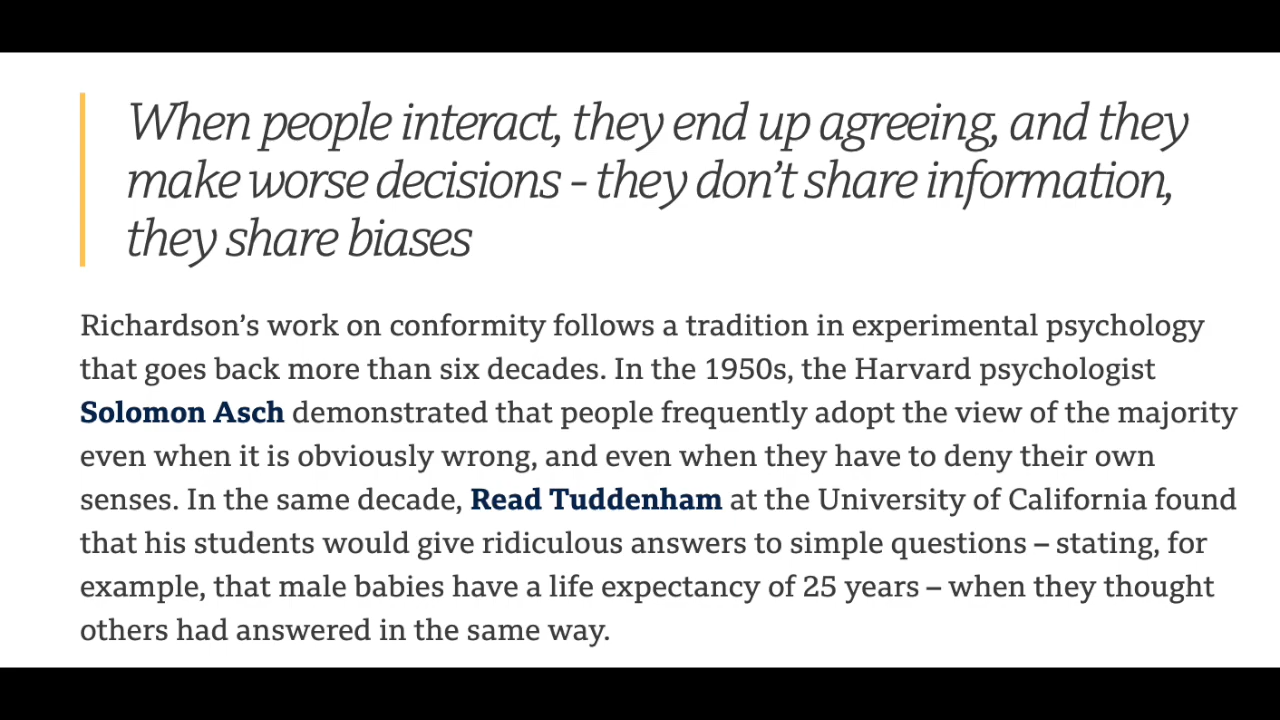 When people interact, they end up agreeing, and they
make worse decisions - they don't share information,
they share biases
Richardson's work on conformity follows a tradition in experimental psychology
that goes back more than six decades. In the 1950s, the Harvard psychologist
Solomon Asch demonstrated that people frequently adopt the view of the majority
even when it is obviously wrong, and even when they have to deny their own
senses. In the same decade, Read Tuddenham at the University of California found
that his students would give ridiculous answers to simple questions – stating, for
example, that male babies have a life expectancy of 25 years – when they thought
others had answered in the same way.